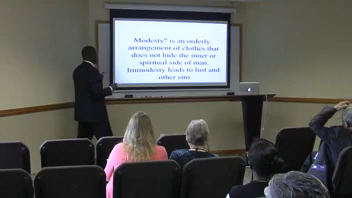 Modesty" is an orderly
arrangement of clothes that
does not hide the inner or
spiritual side of man.
Immodesty leads to lust and
other sins